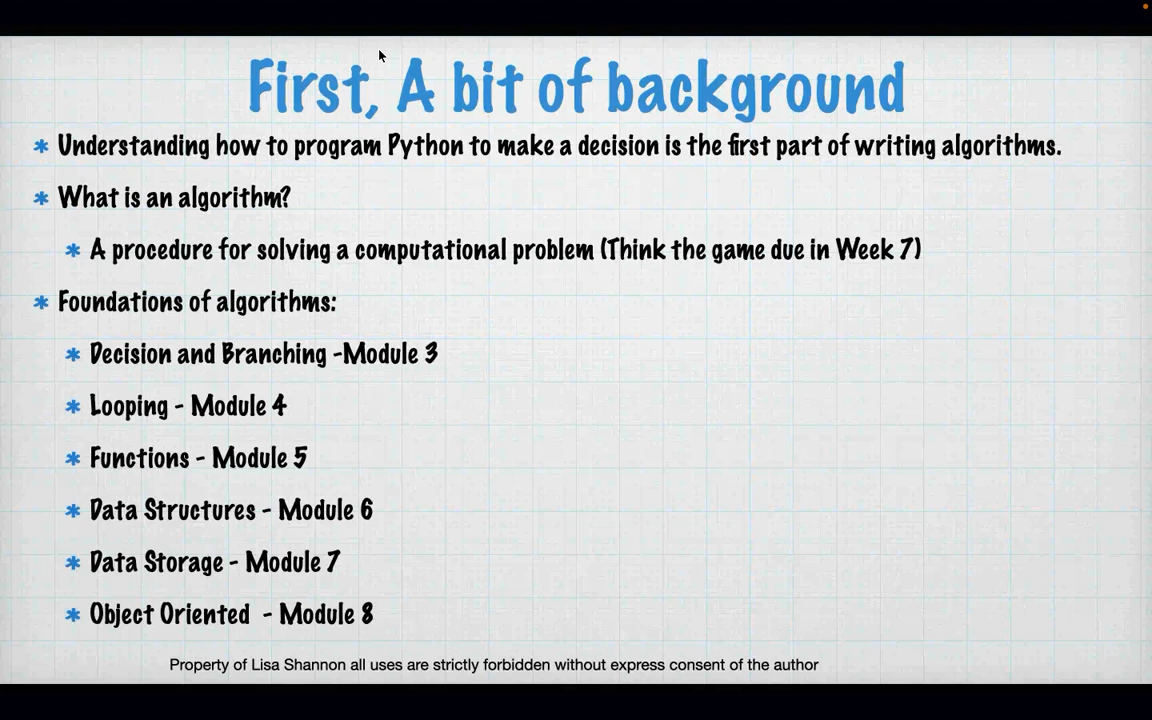 First, A bit of background
* Understanding how to program Python to make a decision is the first part of writing algorithms.
* What is an algorithm?
* A procedure for solving a computational problem (Think the game due in Week 7)
* Foundations of algorithms:
* Decision and Branching -Module 3
* Looping - Module 4
* Functions - Module 5
* Data Structures - Module 6
* Data Storage - Module 7
* Object Oriented  - Module 8
Property of Lisa Shannon all uses are strictly forbidden without express consent of the author